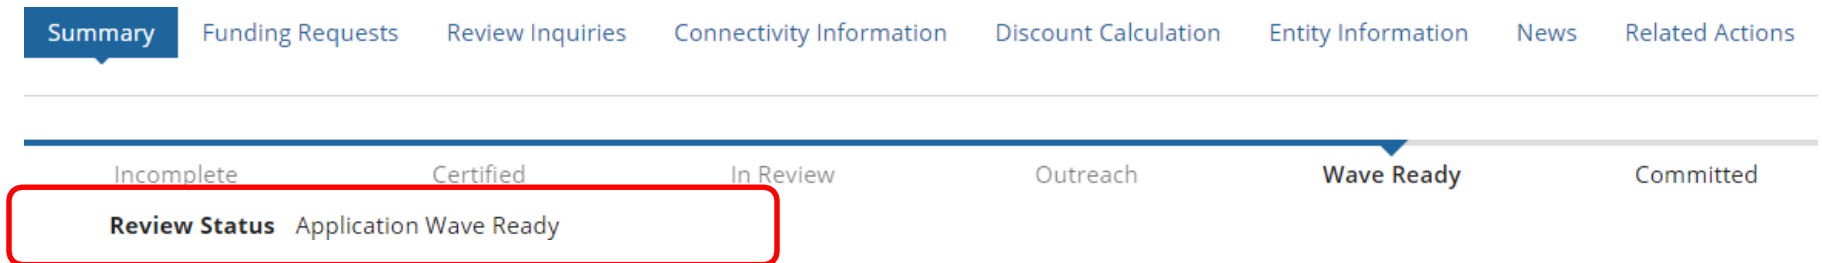 Summary Funding Requests Review Inquiries Connectivity Information Discount Calculation Entity Information News Related Actions
Incomplete Certified In Review Outreach Wave Ready Committed
Review Status Application Wave Ready